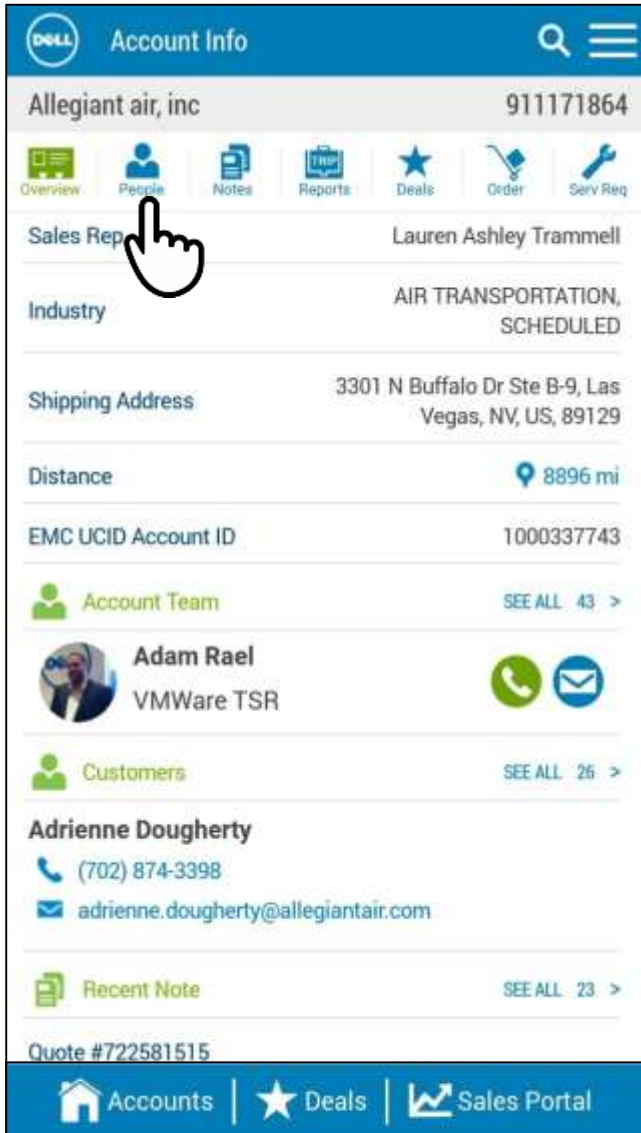 DELL Account Info
Allegiant air, inc 911171864
TRIP
Overview People Notes Reports Deals Order Serv Req
Sales Rep Lauren Ashley Trammell
Industry AIR TRANSPORTATION,
SCHEDULED
Shipping Address 3301 N Buffalo Dr Ste B-9, Las
Vegas, NV, US, 89129
Distance 8896 mi
EMC UCID Account ID 1000337743
Account Team SEE ALL 43 >
Adam Rael
VMWare TSR
Customers SEE ALL 26 >
Adrienne Dougherty
(702) 874-3398
adrienne.dougherty@allegiantair.com
Recent Note SEE ALL 23 >
Quote #722581515
Accounts | Deals | Sales Portal